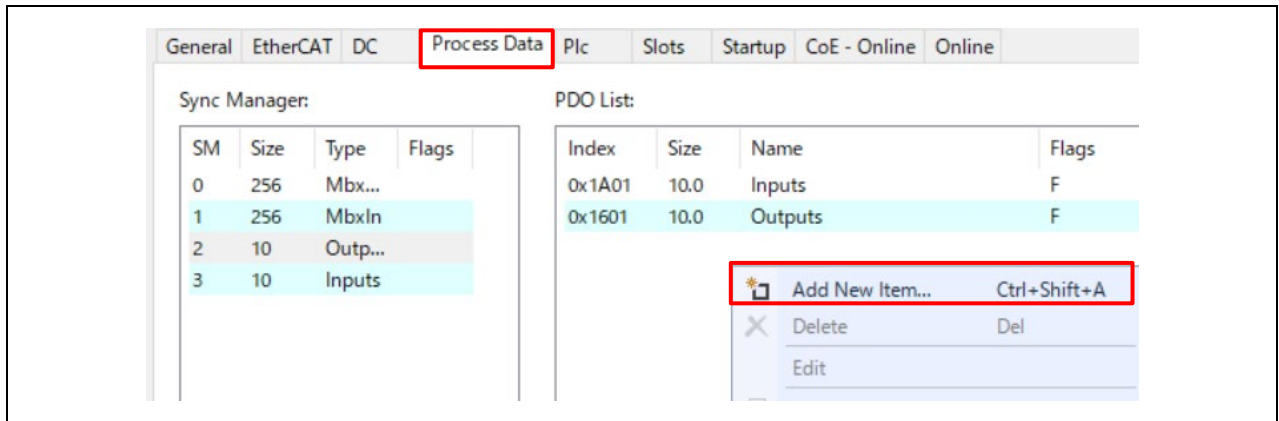 General EtherCAT DC Process Data Plc Slots Startup CoE - Online Online
Sync Manager: PDO List:
SM Size Type Flags Index Size Name Flags
0 256 Mbx... 0x1A01 10.0 Inputs F
1 256 MbxIn 0x1601 10.0 Outputs F
2 10 Outp...
3 10 Inputs
Add New Item... Ctrl+Shift+A
Delete Del
Edit